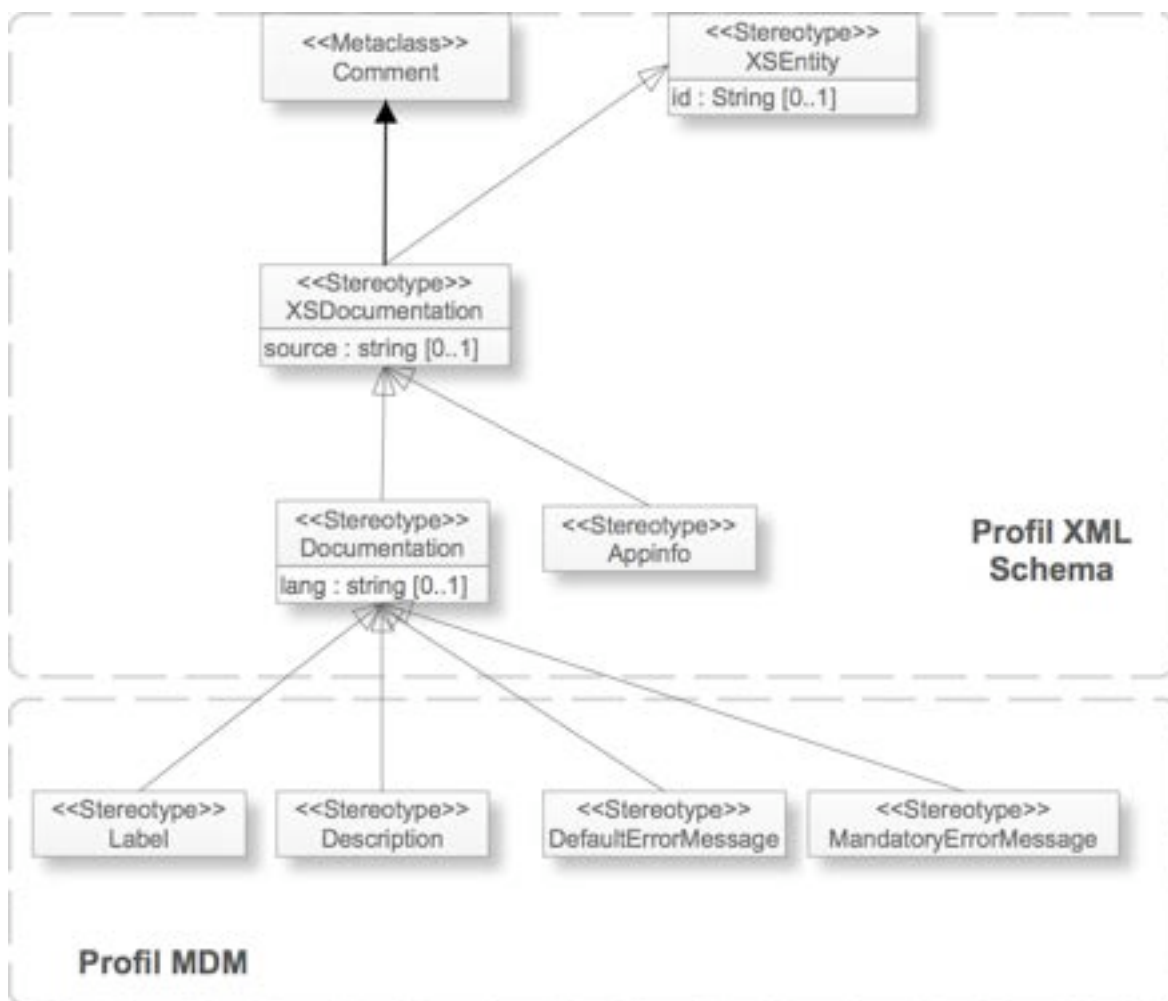 <<Metaclass>>
Comment
<<Stereotype>>
XSEntity
id : String [0..1]
<<Stereotype>>
XSDocumentation
source : string [0..1]
<<Stereotype>>
Documentation
lang : string [0..1]
<<Stereotype>>
Appinfo
Profil XML
Schema
<<Stereotype>>
Label
<<Stereotype>>
Description
<<Stereotype>>
DefaultErrorMessage
<<Stereotype>>
MandatoryErrorMessage
Profil MDM